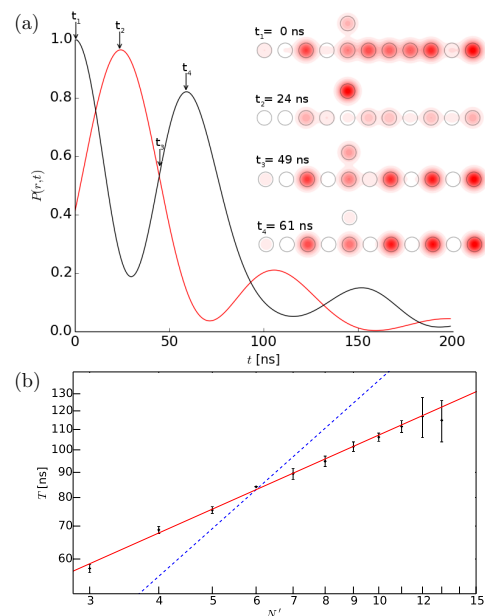 (a)
t1
t2
t4
t3
1.0
0.8
0.6
0.4
0.2
0.0
P(r,t)
0
50
100
150
200
t [ns]
t1= 0 ns
t2= 24 ns
t3= 49 ns
t4= 61 ns
(b)
130
120
110
100
90
80
70
60
T [ns]
3
4
5
6
7
8
9
10
12
15
N'